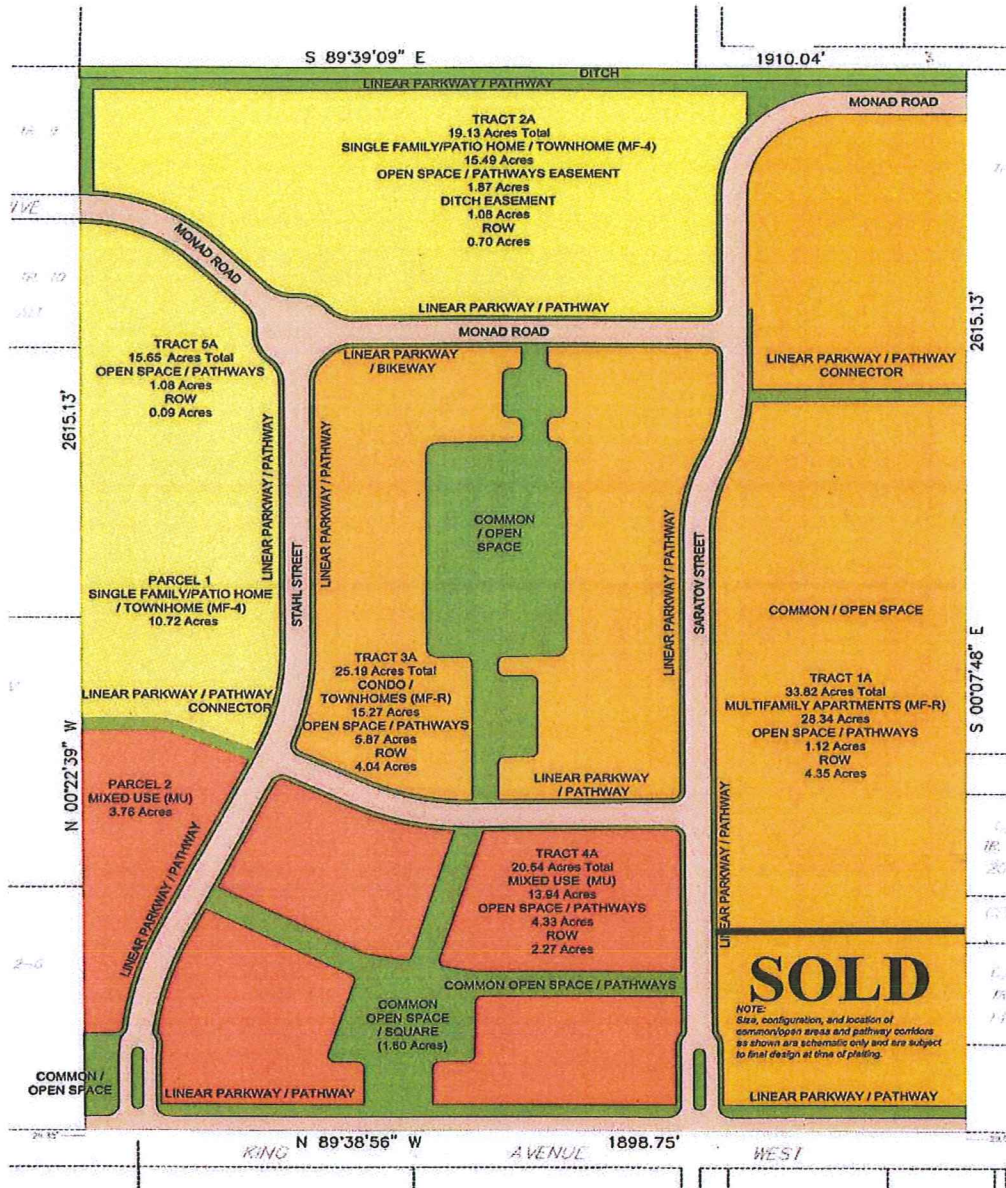 S 89°39'09" E
1910.04'
DITCH
LINEAR PARKWAY / PATHWAY
MONAD ROAD
TRACT 2A
19.13 Acres Total
SINGLE FAMILY/PATIO HOME / TOWNHOME (MF-4)
15.49 Acres
OPEN SPACE / PATHWAYS EASEMENT
1.87 Acres
DITCH EASEMENT
1.08 Acres
ROW
0.70 Acres
MONAD ROAD
LINEAR PARKWAY / PATHWAY
MONAD ROAD
TRACT 5A
15.65 Acres Total
OPEN SPACE / PATHWAYS
1.08 Acres
ROW
0.09 Acres
LINEAR PARKWAY
/ BIKEWAY
LINEAR PARKWAY / PATHWAY
CONNECTOR
2615.13'
2615.13'
LINEAR PARKWAY / PATHWAY
LINEAR PARKWAY / PATHWAY
STAHL STREET
COMMON
/ OPEN
SPACE
LINEAR PARKWAY / PATHWAY
SARATOV STREET
PARCEL 1
SINGLE FAMILY/PATIO HOME
/ TOWNHOME (MF-4)
10.72 Acres
COMMON / OPEN SPACE
LINEAR PARKWAY / PATHWAY
CONNECTOR
TRACT 3A
25.19 Acres Total
CONDO /
TOWNHOMES (MF-R)
15.27 Acres
OPEN SPACE / PATHWAYS
5.87 Acres
ROW
4.04 Acres
TRACT 1A
33.82 Acres Total
MULTIFAMILY APARTMENTS (MF-R)
28.34 Acres
OPEN SPACE / PATHWAYS
1.12 Acres
ROW
4.35 Acres
N 00°22'39" W
S 00°07'48" E
LINEAR PARKWAY
/ PATHWAY
PARCEL 2
MIXED USE (MU)
3.76 Acres
LINEAR PARKWAY / PATHWAY
LINEAR PARKWAY / PATHWAY
TRACT 4A
20.54 Acres Total
MIXED USE (MU)
13.94 Acres
OPEN SPACE / PATHWAYS
4.33 Acres
ROW
2.27 Acres
COMMON OPEN SPACE / PATHWAYS
COMMON
OPEN SPACE
/ SQUARE
(1.60 Acres)
SOLD
NOTE:
Size, configuration, and location of
common/open areas and pathway corridors
as shown are schematic only and are subject
to final design at time of platting.
COMMON /
OPEN SPACE
LINEAR PARKWAY / PATHWAY
LINEAR PARKWAY / PATHWAY
N 89°38'56" W
1898.75'
KING AVENUE WEST